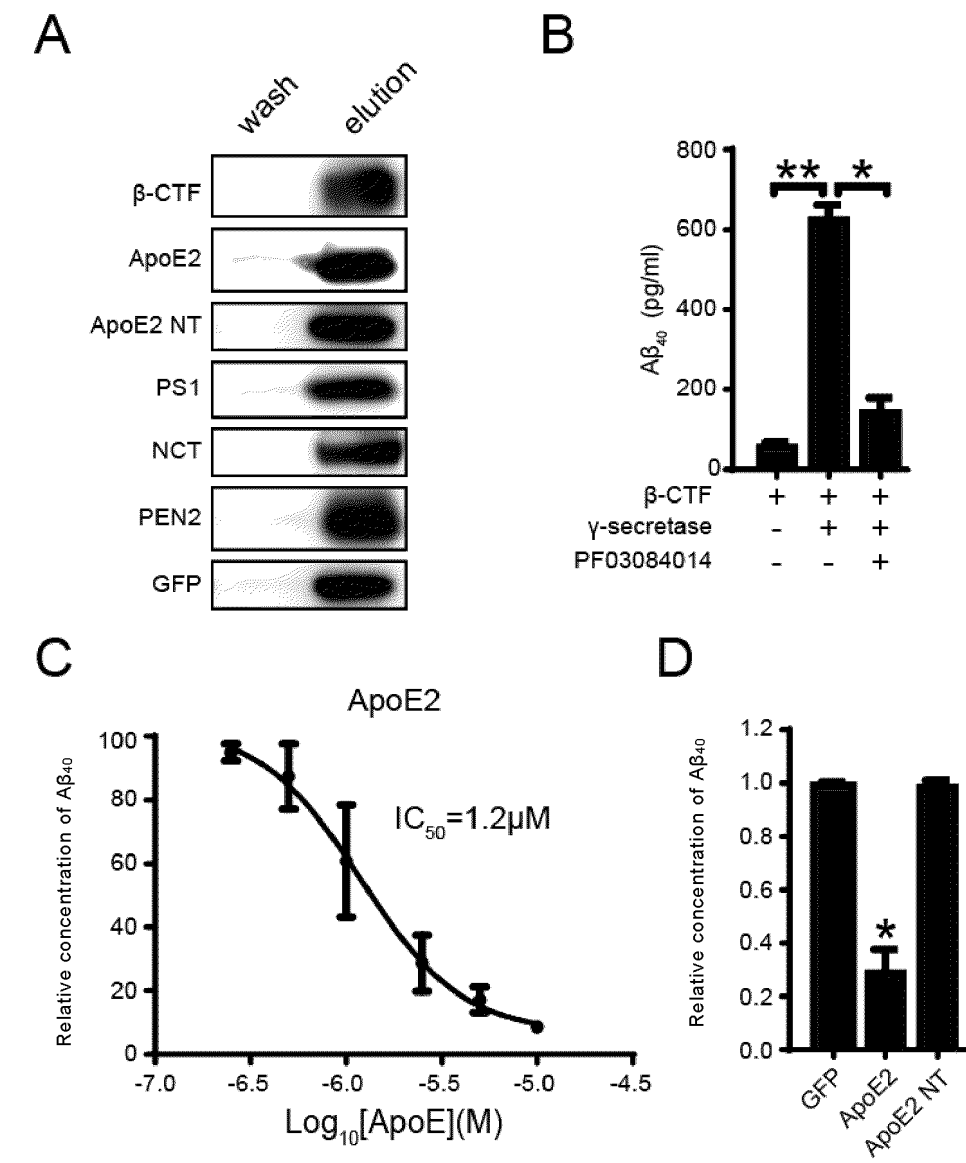 A
wash
elution
β-CTF
ApoE2
ApoE2 NT
PS1
NCT
PEN2
GFP
B
Aβ40 (pg/ml)
800
600
400
200
0
** *
β-CTF + + +
γ-secretase - + +
PF03084014 - - +
C
ApoE2
Relative concentration of Aβ40
100
80
60
40
20
0
IC50=1.2μM
-7.0 -6.5 -6.0 -5.5 -5.0 -4.5
Log10[ApoE](M)
D
Relative concentration of Aβ40
1.2
1.0
0.8
0.6
0.4
0.2
0.0
*
GFP
ApoE2
ApoE2 NT